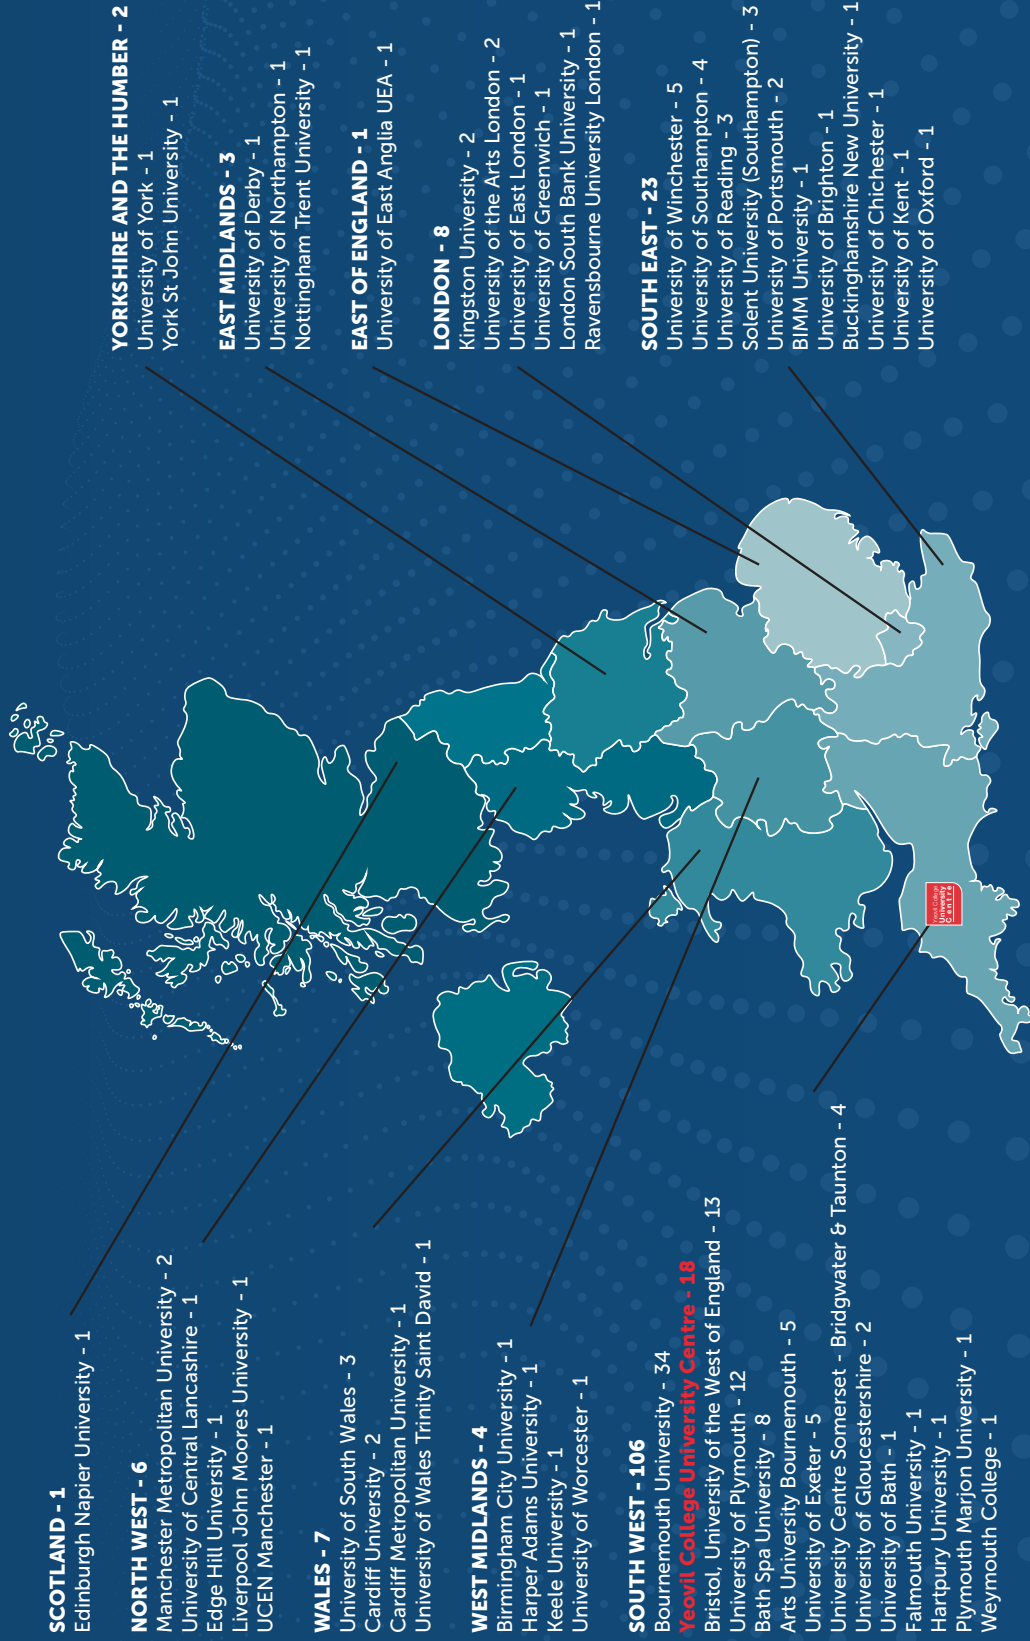 SCOTLAND - 1
Edinburgh Napier University - 1
NORTH WEST - 6
Manchester Metropolitan University - 2
University of Central Lancashire - 1
Edge Hill University - 1
Liverpool John Moores University - 1
UCEN Manchester - 1
WALES - 7
University of South Wales - 3
Cardiff University - 2
Cardiff Metropolitan University - 1
University of Wales Trinity Saint David - 1
WEST MIDLANDS - 4
Birmingham City University - 1
Harper Adams University - 1
Keele University - 1
University of Worcester - 1
SOUTH WEST - 106
Bournemouth University - 34
Yeovil College University Centre - 18
Bristol, University of the West of England - 13
University of Plymouth - 12
Bath Spa University - 8
Arts University Bournemouth - 5
University of Exeter - 5
University Centre Somerset - Bridgwater & Taunton - 4
University of Gloucestershire - 2
University of Bath - 1
Falmouth University - 1
Hartpury University - 1
Plymouth Marjon University - 1
Weymouth College - 1
Yeovil College
University
Centre
YORKSHIRE AND THE HUMBER - 2
University of York - 1
York St John University - 1
EAST MIDLANDS - 3
University of Derby - 1
University of Northampton - 1
Nottingham Trent University - 1
EAST OF ENGLAND - 1
University of East Anglia UEA - 1
LONDON - 8
Kingston University - 2
University of the Arts London - 2
University of East London - 1
University of Greenwich - 1
London South Bank University - 1
Ravensbourne University London - 1
SOUTH EAST - 23
University of Winchester - 5
University of Southampton - 4
University of Reading - 3
Solent University (Southampton) - 3
University of Portsmouth - 2
BIMM University - 1
University of Brighton - 1
Buckinghamshire New University - 1
University of Chichester - 1
University of Kent - 1
University of Oxford - 1